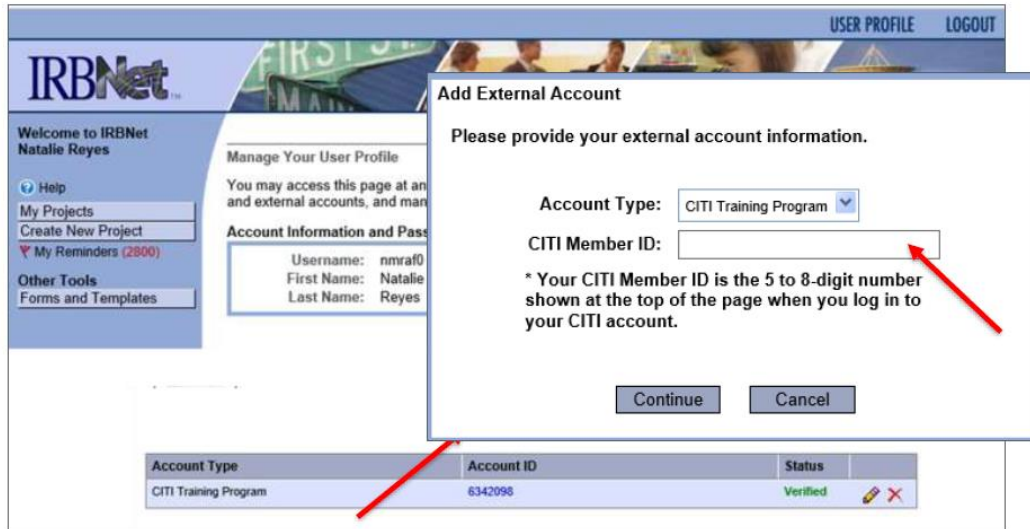 USER PROFILE LOGOUT
IRBNet
FIRST ST.
MAIN
Welcome to IRBNet
Natalie Reyes
Help
My Projects
Create New Project
My Reminders (2800)
Other Tools
Forms and Templates
Manage Your User Profile
You may access this page at an
and external accounts, and man
Account Information and Pass
Username: nmraf0
First Name: Natalie
Last Name: Reyes
Add External Account
Please provide your external account information.
Account Type: CITI Training Program
CITI Member ID:
* Your CITI Member ID is the 5 to 8-digit number
shown at the top of the page when you log in to
your CITI account.
Continue Cancel
Account Type Account ID Status
CITI Training Program 6342098 Verified